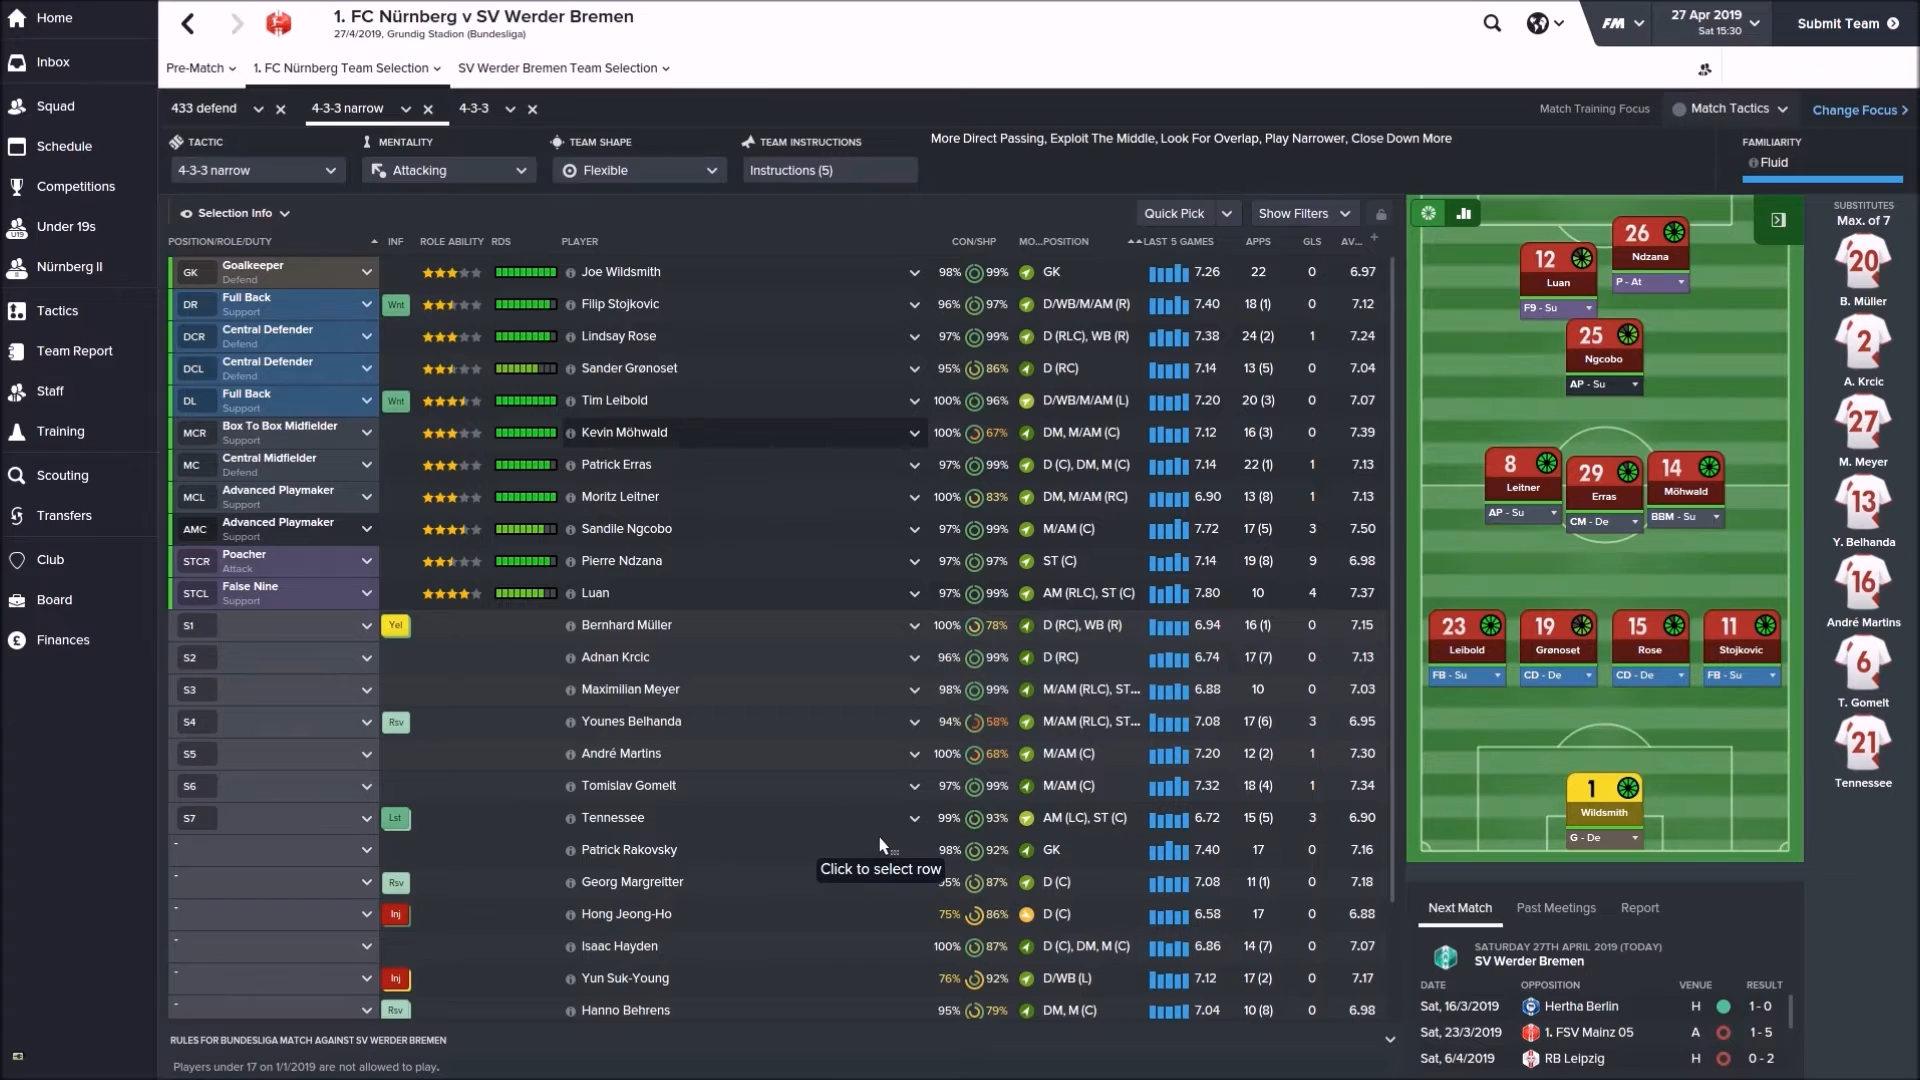 Home
Inbox
Squad
Schedule
Competitions
Under 19s
Nürnberg II
Tactics
Team Report
Staff
Training
Scouting
Transfers
Club
Board
Finances
1. FC Nürnberg v SV Werder Bremen
27/4/2019, Grundig Stadion (Bundesliga)
FM
27 Apr 2019
Sat 15:30
Submit Team
Pre-Match
1. FC Nürnberg Team Selection
SV Werder Bremen Team Selection
433 defend
4-3-3 narrow
4-3-3
Match Training Focus
Match Tactics
Change Focus >
TACTIC
4-3-3 narrow
MENTALITY
Attacking
TEAM SHAPE
Flexible
TEAM INSTRUCTIONS
Instructions (5)
More Direct Passing, Exploit The Middle, Look For Overlap, Play Narrower, Close Down More
FAMILIARITY
Fluid
Selection Info
Quick Pick
Show Filters
POSITION/ROLE/DUTY INF ROLE ABILITY RDS PLAYER CON/SHP MO... POSITION LAST 5 GAMES APPS GLS AV...
GK Goalkeeper Defend Joe Wildsmith 98% 99% GK 7.26 22 0 6.97
DR Full Back Support Wnt Filip Stojkovic 96% 97% D/WB/M/AM (R) 7.40 18 (1) 0 7.12
DCR Central Defender Defend Lindsay Rose 97% 99% D (RLC), WB (R) 7.38 24 (2) 1 7.24
DCL Central Defender Defend Sander Grønoset 95% 86% D (RC) 7.14 13 (5) 0 7.04
DL Full Back Support Wnt Tim Leibold 100% 96% D/WB/M/AM (L) 7.20 20 (3) 0 7.07
MCR Box To Box Midfielder Support Kevin Möhwald 100% 67% DM, M/AM (C) 7.12 16 (3) 0 7.39
MC Central Midfielder Defend Patrick Erras 97% 99% D (C), DM, M (C) 7.14 22 (1) 1 7.13
MCL Advanced Playmaker Support Moritz Leitner 100% 83% DM, M/AM (RC) 6.90 13 (8) 1 7.13
AMC Advanced Playmaker Support Sandile Ngcobo 97% 99% M/AM (C) 7.72 17 (5) 3 7.50
STCR Poacher Attack Pierre Ndzana 97% 97% ST (C) 7.14 19 (8) 9 6.98
STCL False Nine Support Luan 97% 99% AM (RLC), ST (C) 7.80 10 4 7.37
S1 Yel Bernhard Müller 100% 78% D (RC), WB (R) 6.94 16 (1) 0 7.15
S2 Adnan Krcic 96% 99% D (RC) 6.74 17 (7) 0 7.13
S3 Maximilian Meyer 98% 99% M/AM (RLC), ST... 6.88 10 0 7.03
S4 Rsv Younes Belhanda 94% 58% M/AM (RLC), ST... 7.08 17 (6) 3 6.95
S5 André Martins 100% 68% M/AM (C) 7.20 12 (2) 1 7.30
S6 Tomislav Gomelt 97% 99% M/AM (C) 7.32 18 (4) 1 7.34
S7 Lst Tennessee 99% 93% AM (LC), ST (C) 6.72 15 (5) 3 6.90
- Patrick Rakovsky 98% 92% GK 7.40 17 0 7.16
Click to select row
- Rsv Georg Margreitter 95% 87% D (C) 7.08 11 (1) 0 7.18
- Inj Hong Jeong-Ho 75% 86% D (C) 6.58 17 0 6.88
- Isaac Hayden 100% 87% D (C), DM, M (C) 6.86 14 (7) 0 7.07
- Inj Yun Suk-Young 76% 92% D/WB (L) 7.12 17 (2) 0 7.17
- Rsv Hanno Behrens 95% 79% DM, M (C) 7.04 10 (8) 0 6.98
RULES FOR BUNDESLIGA MATCH AGAINST SV WERDER BREMEN
Players under 17 on 1/1/2019 are not allowed to play.
26
Ndzana
P - At
12
Luan
F9 - Su
25
Ngcobo
AP - Su
8
Leitner
AP - Su
29
Erras
CM - De
14
Möhwald
BBM - Su
23
Leibold
FB - Su
19
Grønoset
CD - De
15
Rose
CD - De
11
Stojkovic
FB - Su
1
Wildsmith
G - De
SUBSTITUTES
Max. of 7
20
B. Müller
2
A. Krcic
27
M. Meyer
13
Y. Belhanda
16
André Martins
6
T. Gomelt
21
Tennessee
Next Match
Past Meetings
Report
SATURDAY 27TH APRIL 2019 (TODAY)
SV Werder Bremen
DATE OPPOSITION VENUE RESULT
Sat, 16/3/2019 Hertha Berlin H 1 - 0
Sat, 23/3/2019 1. FSV Mainz 05 A 1 - 5
Sat, 6/4/2019 RB Leipzig H 0 - 2